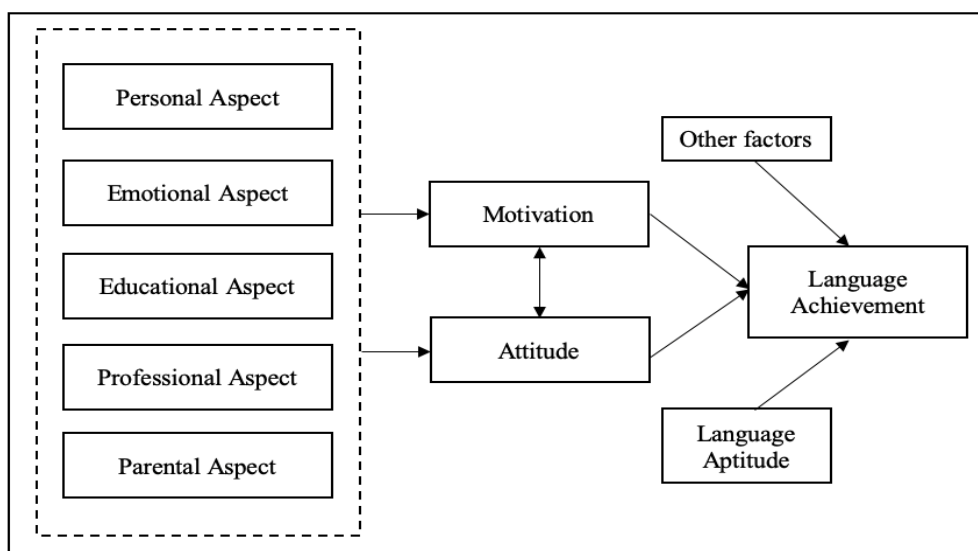 Personal Aspect
Emotional Aspect
Educational Aspect
Professional Aspect
Parental Aspect
Motivation
Attitude
Other factors
Language
Achievement
Language
Aptitude